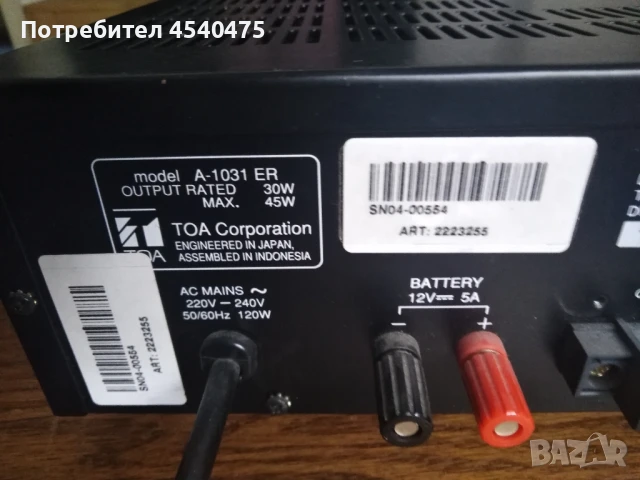 Потребител 4540475
model A-1031 ER
OUTPUT RATED 30W
MAX. 45W
TOA Corporation
ENGINEERED IN JAPAN,
ASSEMBLED IN INDONESIA
TOA
SN04-00554
ART: 2223255
AC MAINS ~
220V – 240V
50/60Hz 120W
SN04-00554
ART: 2223255
BATTERY
12V⎓ 5A
– +
BAZAR